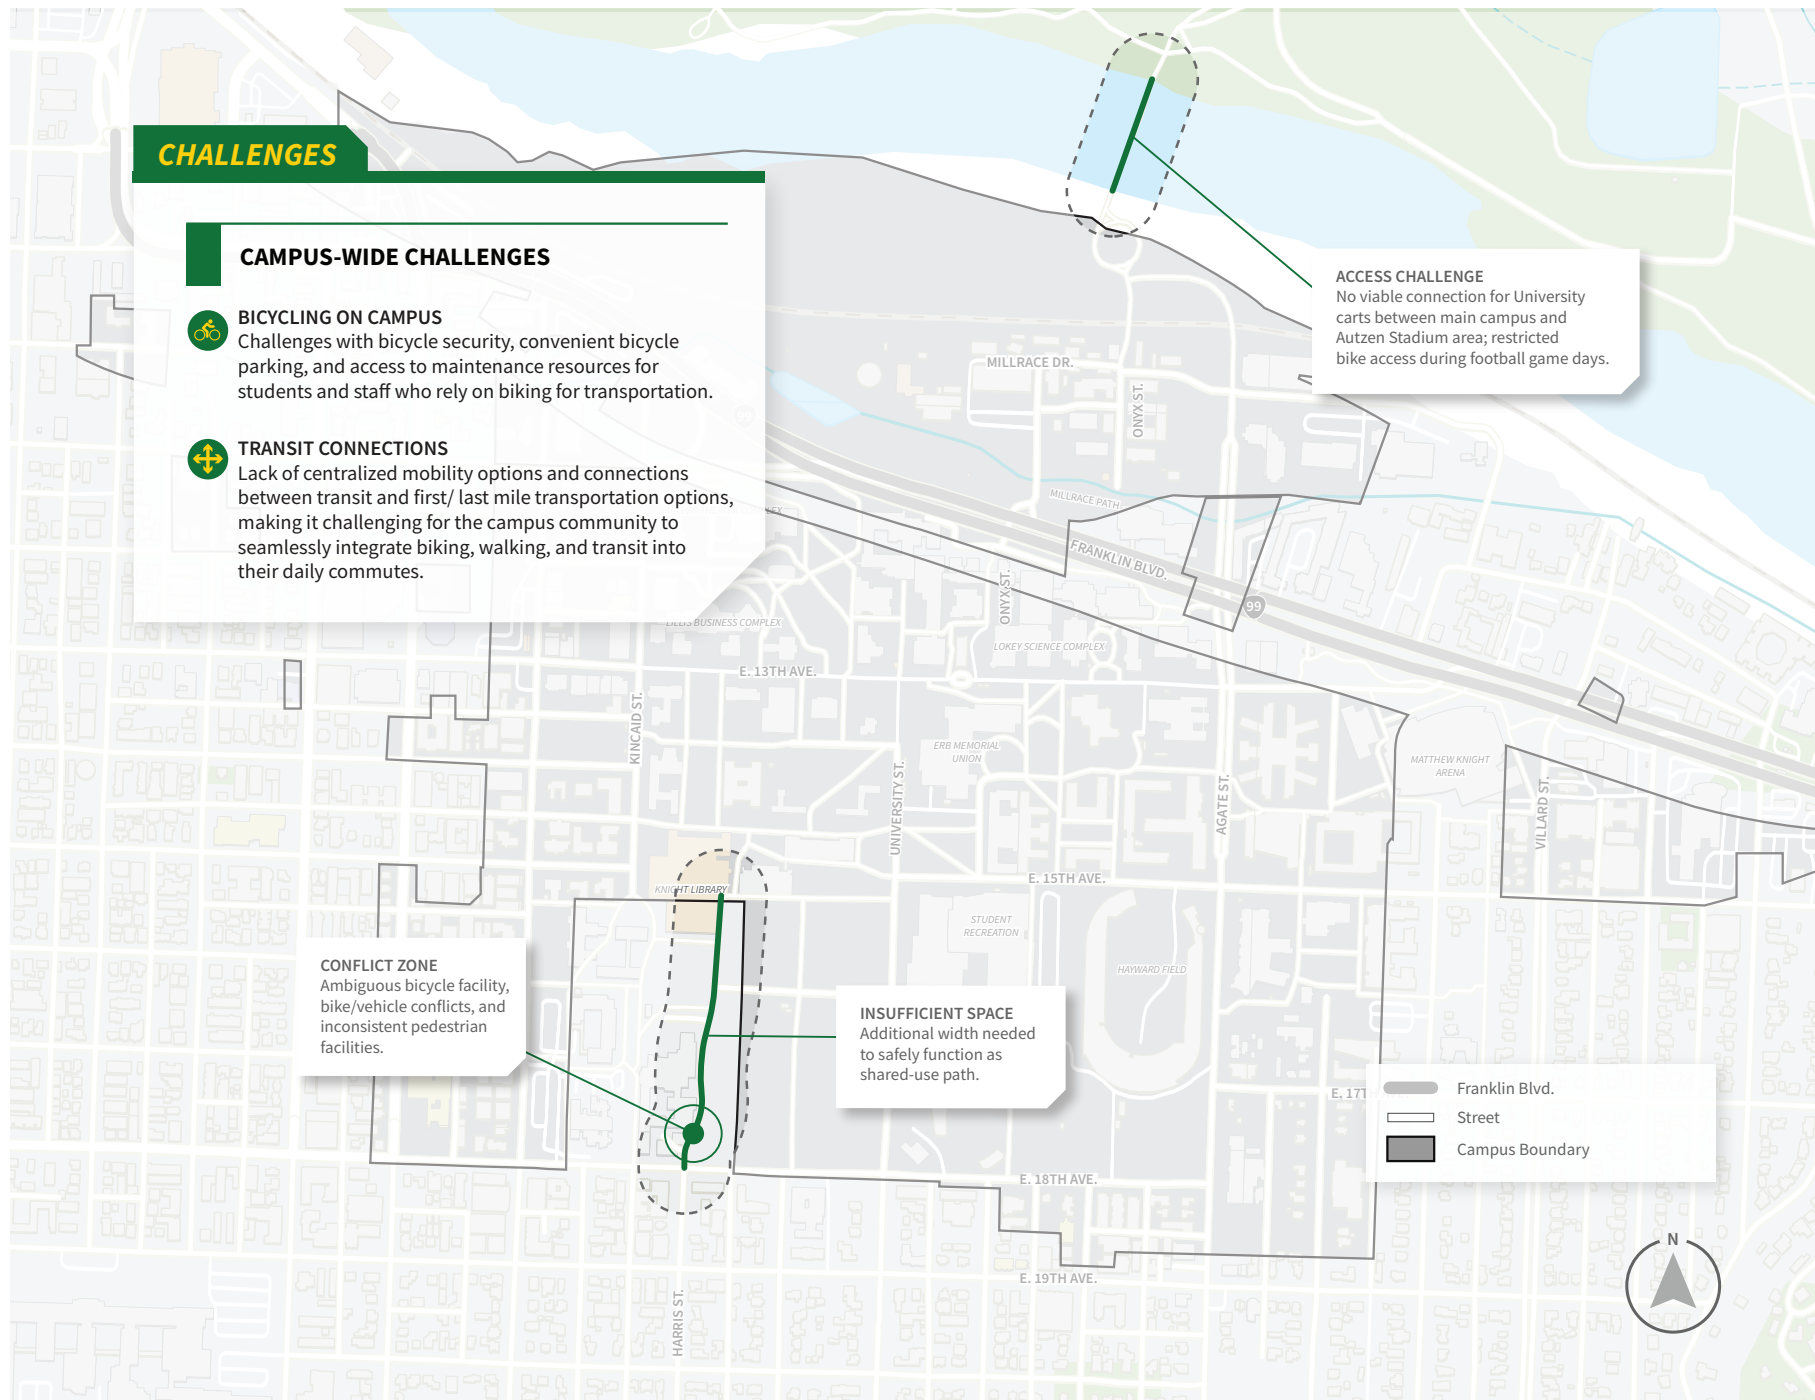 CHALLENGES
CAMPUS-WIDE CHALLENGES
BICYCLING ON CAMPUS
Challenges with bicycle security, convenient bicycle
parking, and access to maintenance resources for
students and staff who rely on biking for transportation.
TRANSIT CONNECTIONS
Lack of centralized mobility options and connections
between transit and first/ last mile transportation options,
making it challenging for the campus community to
seamlessly integrate biking, walking, and transit into
their daily commutes.
ACCESS CHALLENGE
No viable connection for University
carts between main campus and
Autzen Stadium area; restricted
bike access during football game days.
MILLRACE DR.
ONYX ST.
99
MILLRACE PATH
FRANKLIN BLVD.
ONYX ST.
99
LILLIS BUSINESS COMPLEX
LOKEY SCIENCE COMPLEX
E. 13TH AVE.
KINCAID ST.
ERB MEMORIAL
UNION
UNIVERSITY ST.
AGATE ST.
MATTHEW KNIGHT
ARENA
VILLARD ST.
KNIGHT LIBRARY
E. 15TH AVE.
STUDENT
RECREATION
HAYWARD FIELD
CONFLICT ZONE
Ambiguous bicycle facility,
bike/vehicle conflicts, and
inconsistent pedestrian
facilities.
INSUFFICIENT SPACE
Additional width needed
to safely function as
shared-use path.
E. 17T
Franklin Blvd.
Street
Campus Boundary
E. 18TH AVE.
E. 19TH AVE.
HARRIS ST.
N